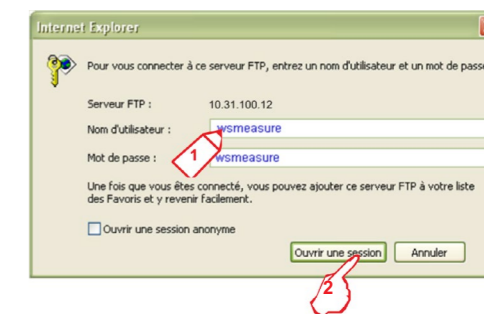 Internet Explorer
Pour vous connecter à ce serveur FTP, entrez un nom d'utilisateur et un mot de passe
Serveur FTP : 10.31.100.12
Nom d'utilisateur : wsmeasure
Mot de passe : 1 wsmeasure
Une fois que vous êtes connecté, vous pouvez ajouter ce serveur FTP à votre liste
des Favoris et y revenir facilement.
Ouvrir une session anonyme
Ouvrir une session Annuler
2